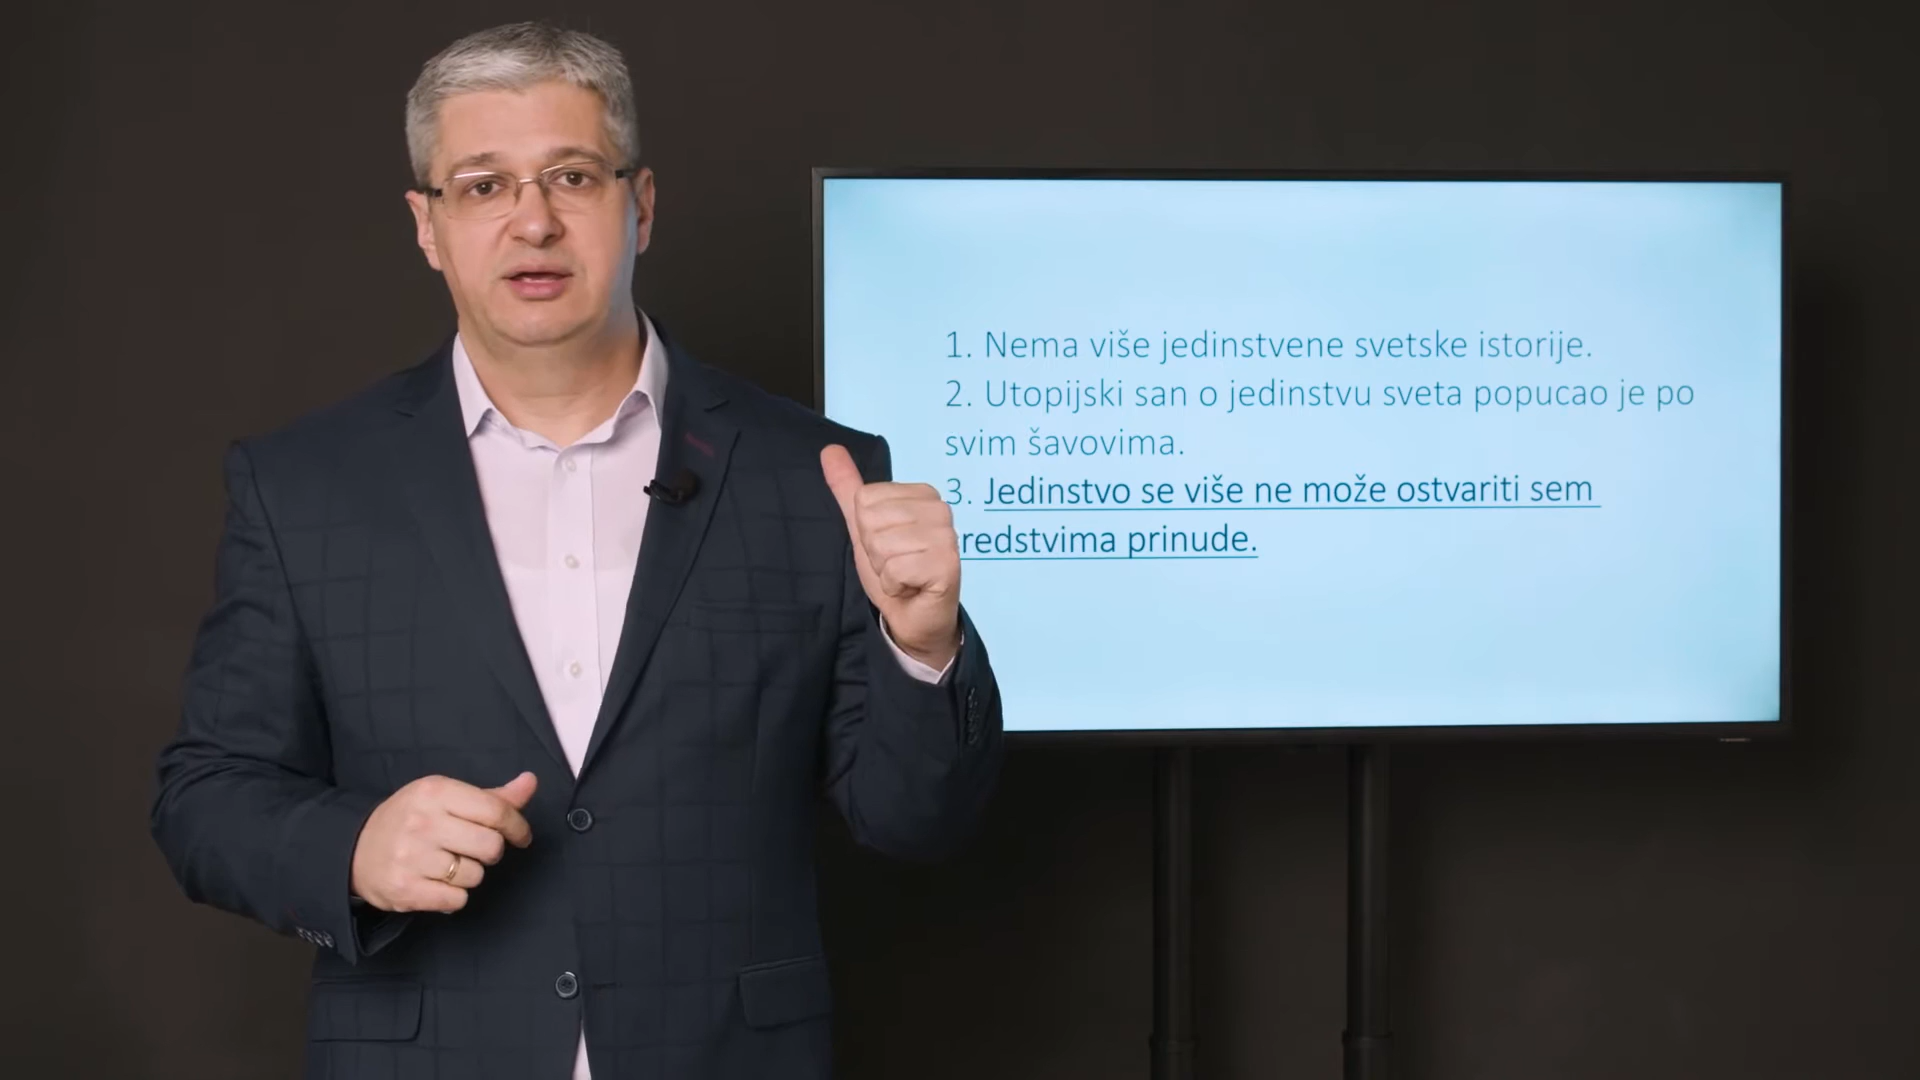 1. Nema više jedinstvene svetske istorije.
2. Utopijski san o jedinstvu sveta popucao je po
svim šavovima.
3. Jedinstvo se više ne može ostvariti sem
redstvima prinude.